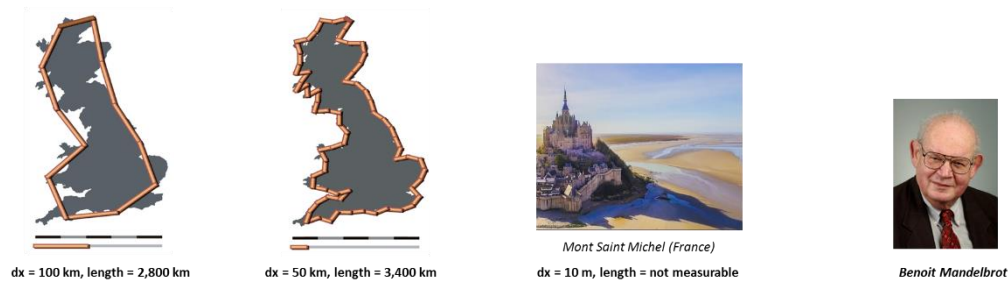 Mont Saint Michel (France)
dx = 100 km, length = 2,800 km
dx = 50 km, length = 3,400 km
dx = 10 m, length = not measurable
Benoit Mandelbrot